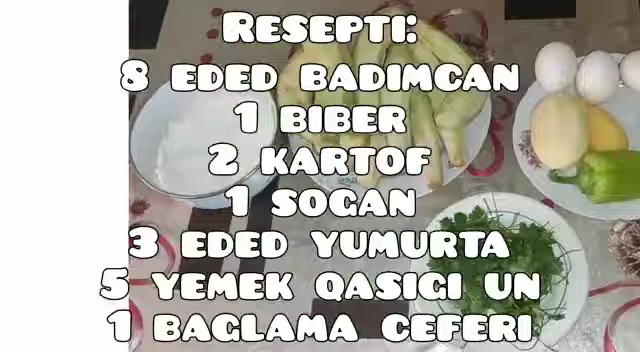 RESEPTI:
8 EDED BADIMCAN
1 BIBER
2 KARTOF
1 SOGAN
3 EDED YUMURTA
5 YEMEK QASIGI UN
1 BAGLAMA CEFERI